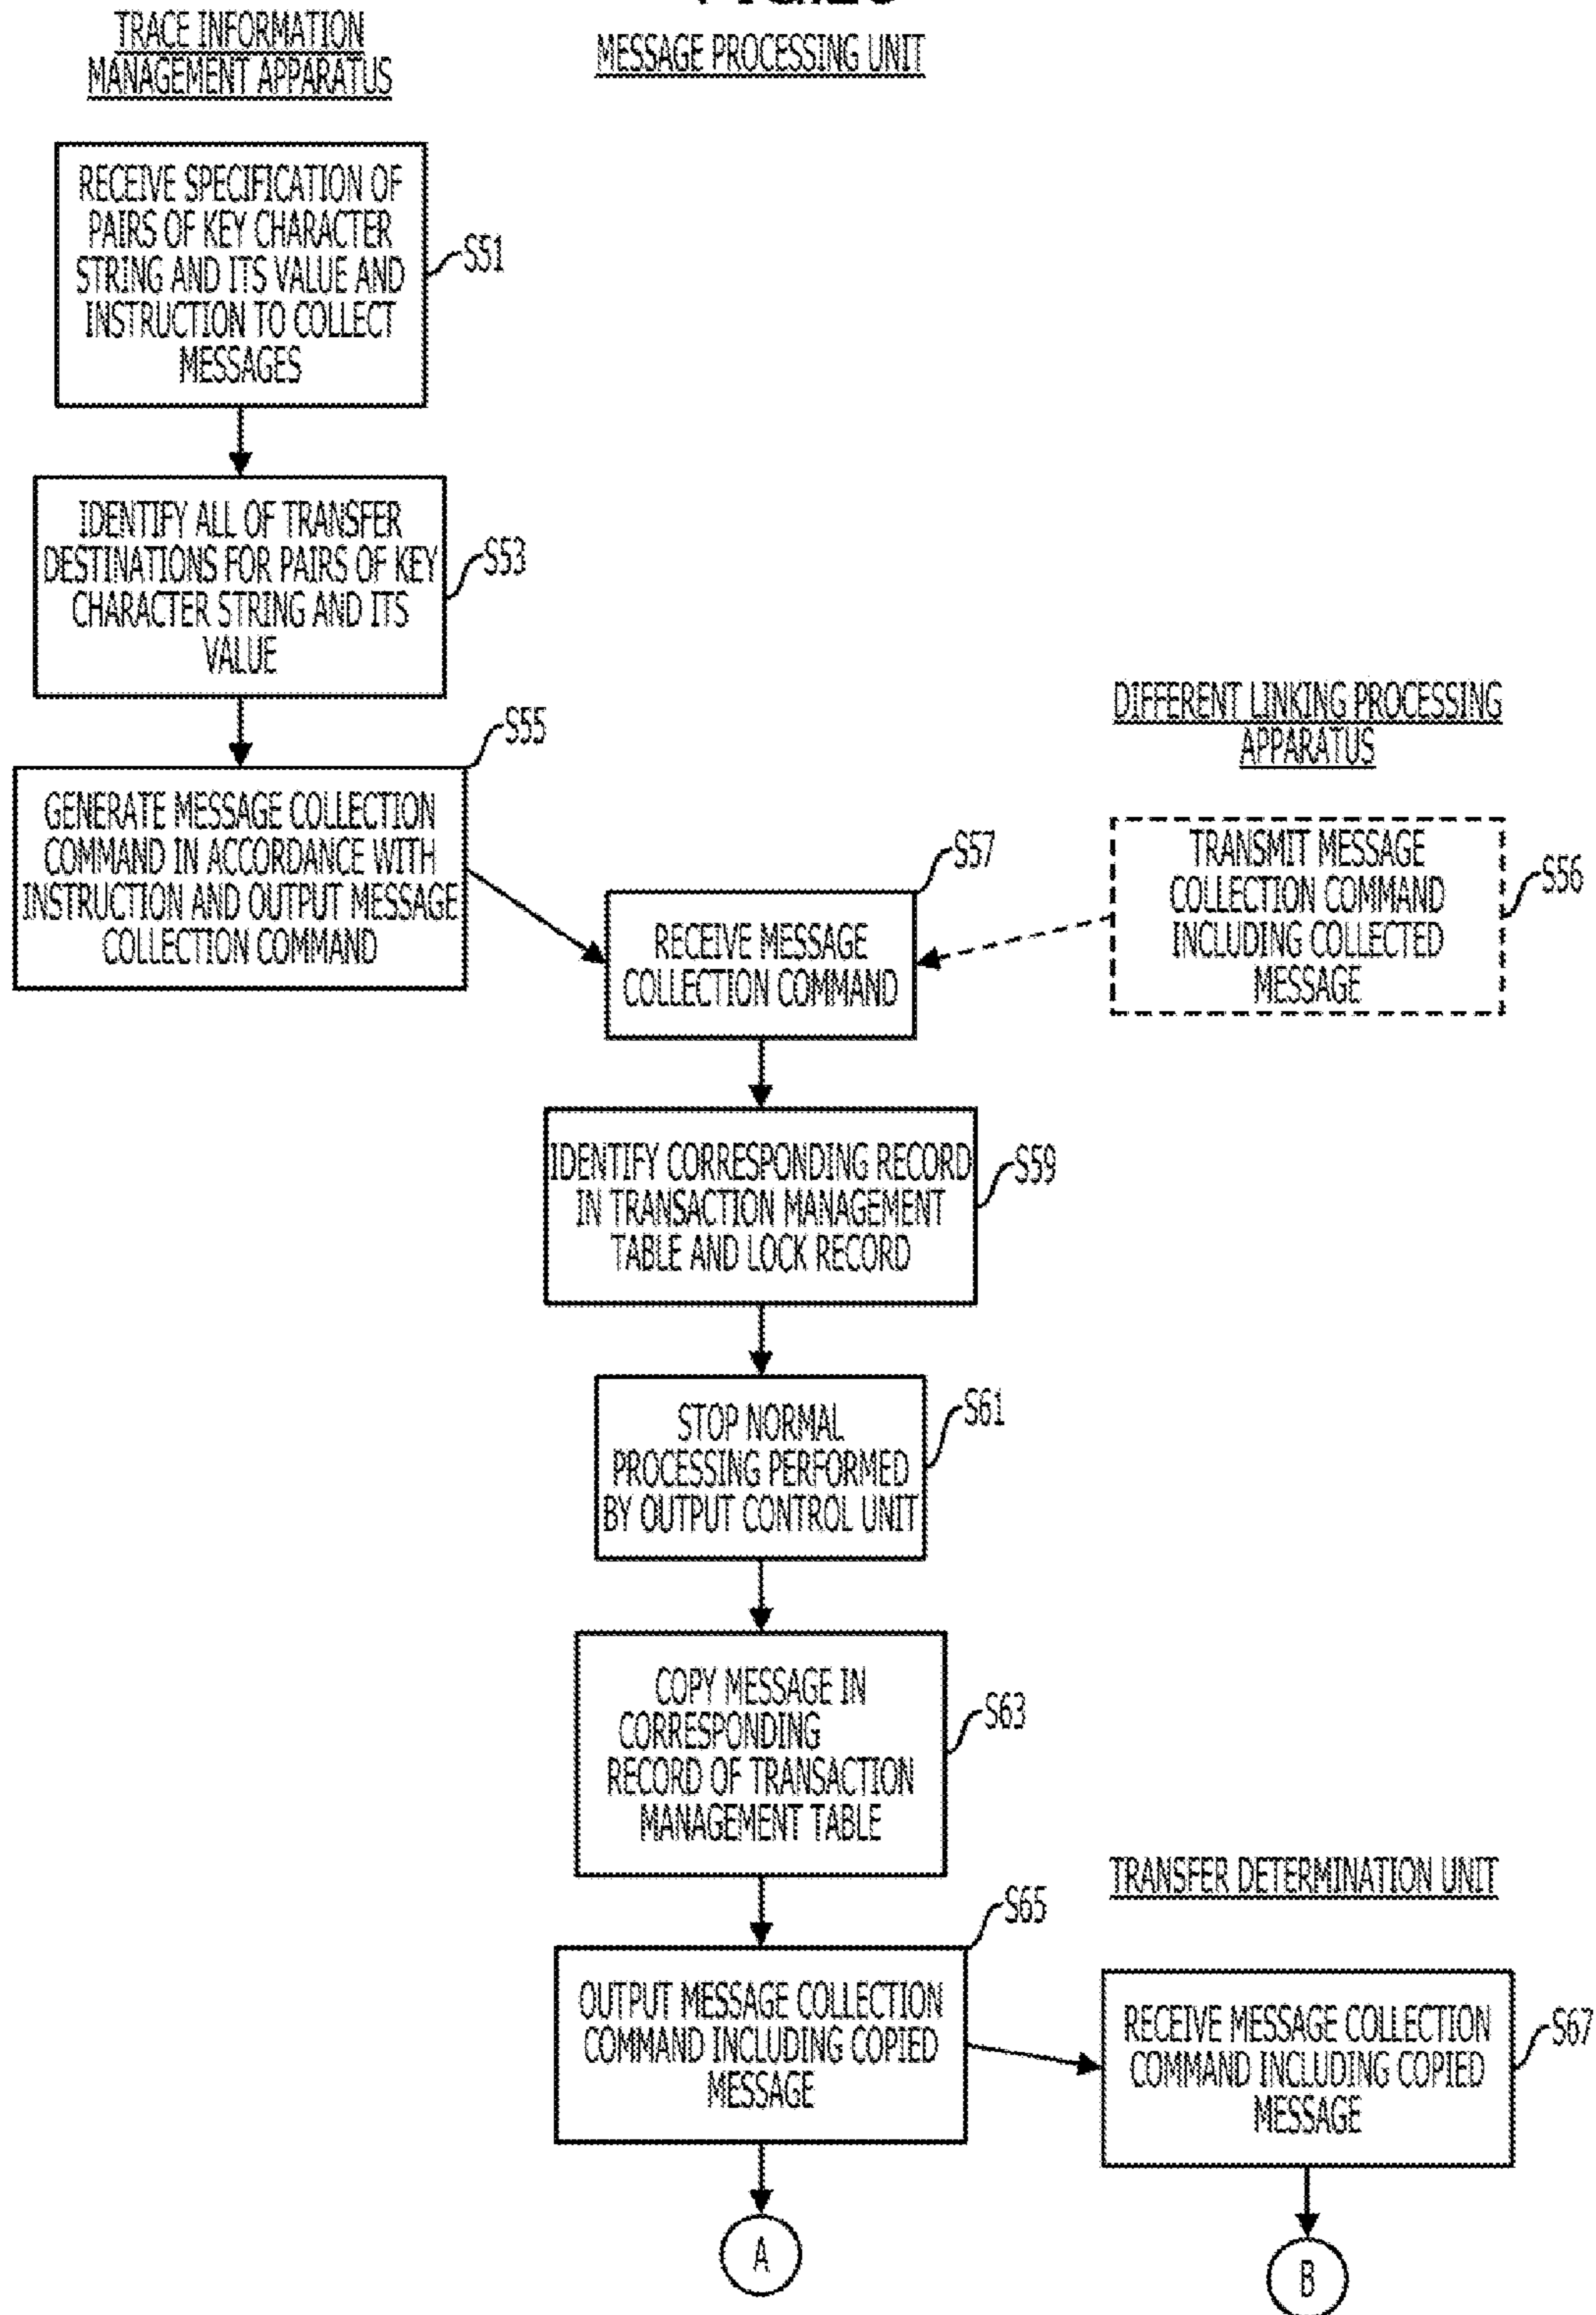 TRACE INFORMATION
MANAGEMENT APPARATUS
MESSAGE PROCESSING UNIT
RECEIVE SPECIFICATION OF
PAIRS OF KEY CHARACTER
STRING AND ITS VALUE AND
INSTRUCTION TO COLLECT
MESSAGES
S51
IDENTIFY ALL OF TRANSFER
DESTINATIONS FOR PAIRS OF KEY
CHARACTER STRING AND ITS
VALUE
S53
DIFFERENT LINKING PROCESSING
APPARATUS
S55
GENERATE MESSAGE COLLECTION
COMMAND IN ACCORDANCE WITH
INSTRUCTION AND OUTPUT MESSAGE
COLLECTION COMMAND
S57
RECEIVE MESSAGE
COLLECTION COMMAND
TRANSMIT MESSAGE
COLLECTION COMMAND
INCLUDING COLLECTED
MESSAGE
S56
IDENTIFY CORRESPONDING RECORD
IN TRANSACTION MANAGEMENT
TABLE AND LOCK RECORD
S59
STOP NORMAL
PROCESSING PERFORMED
BY OUTPUT CONTROL UNIT
S61
COPY MESSAGE IN
CORRESPONDING
RECORD OF TRANSACTION
MANAGEMENT TABLE
S63
TRANSFER DETERMINATION UNIT
S65
OUTPUT MESSAGE COLLECTION
COMMAND INCLUDING COPIED
MESSAGE
RECEIVE MESSAGE COLLECTION
COMMAND INCLUDING COPIED
MESSAGE
S67
A
B